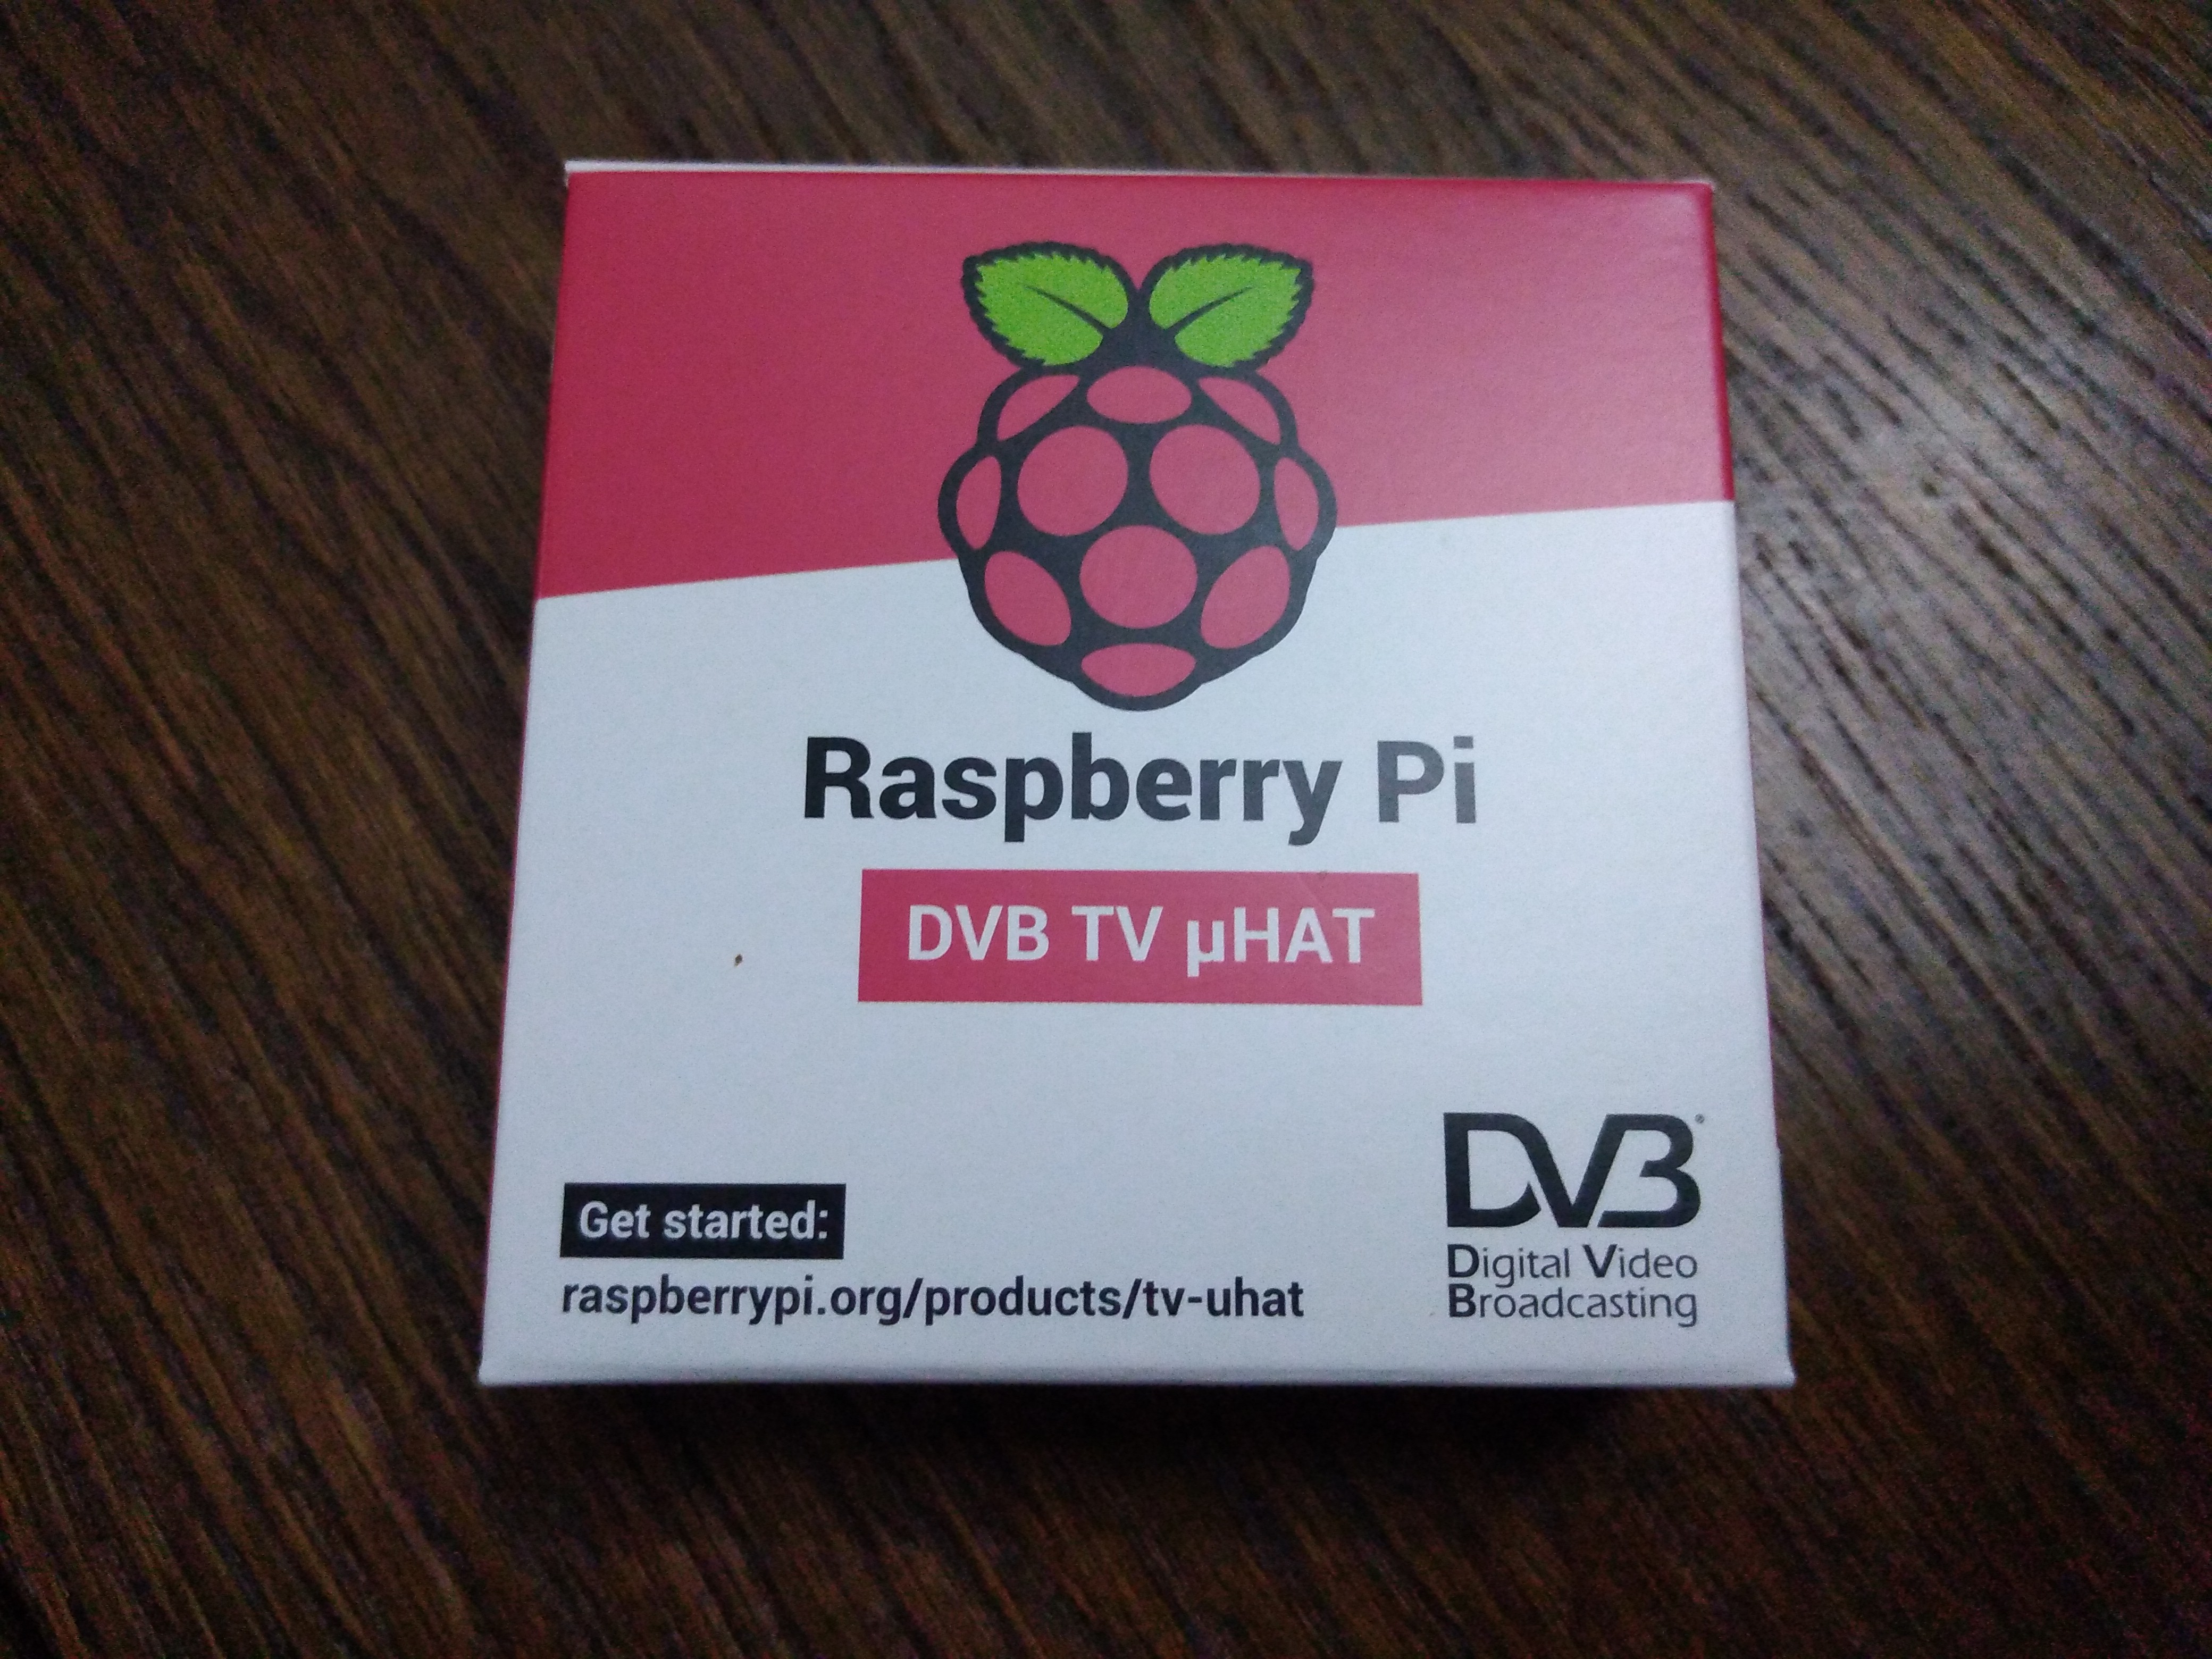 Raspberry Pi
DVB TV µHAT
Get started:
raspberrypi.org/products/tv-uhat
DVB
Digital Video
Broadcasting